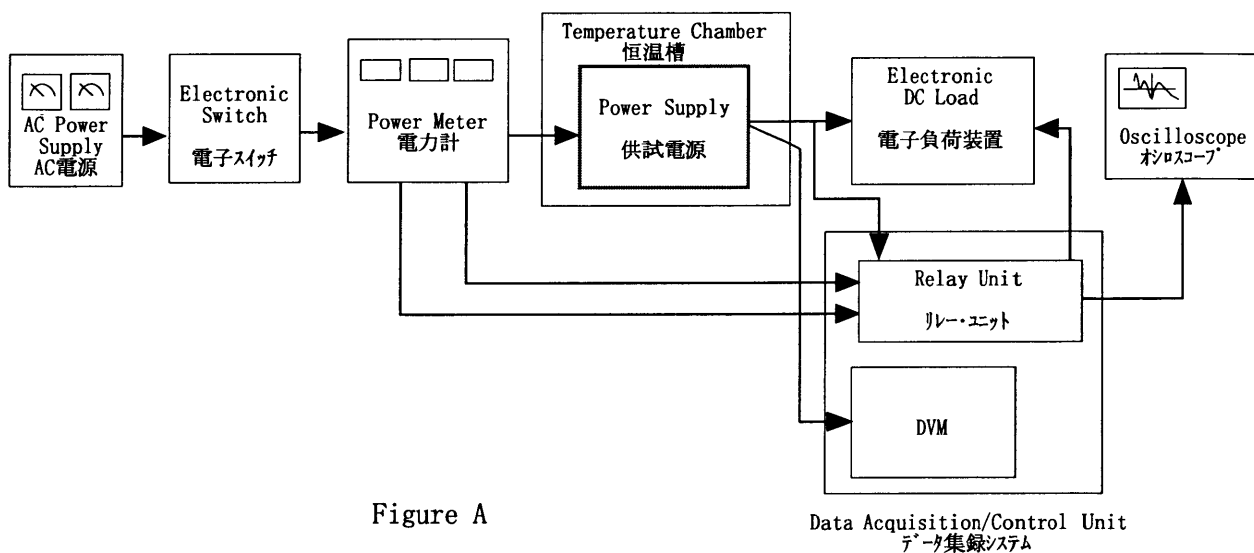 AC Power
Supply
AC電源
Electronic
Switch
電子スイッチ
Power Meter
電力計
Temperature Chamber
恒温槽
Power Supply
供試電源
Electronic
DC Load
電子負荷装置
Oscilloscope
オシロスコープ
Relay Unit
リレー・ユニット
DVM
Data Acquisition/Control Unit
データ集録システム
Figure A